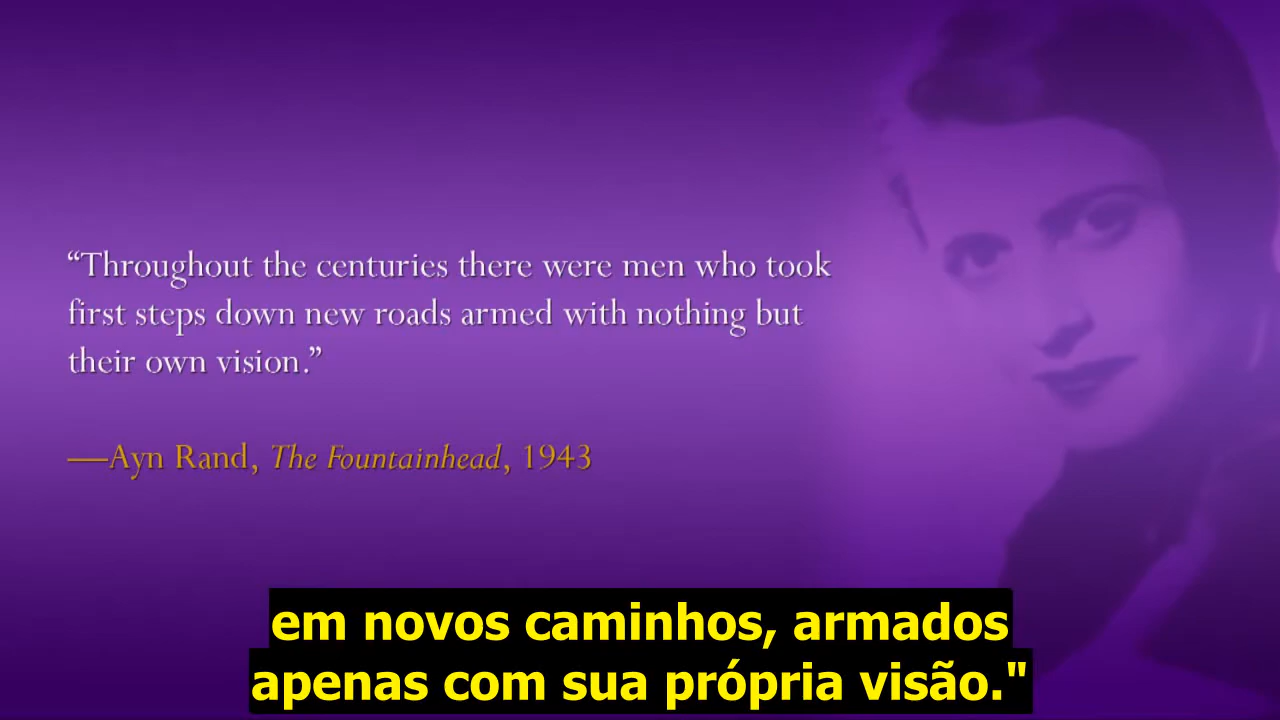 “Throughout the centuries there were men who took
first steps down new roads armed with nothing but
their own vision.”
—Ayn Rand, The Fountainhead, 1943
em novos caminhos, armados
apenas com sua própria visão."